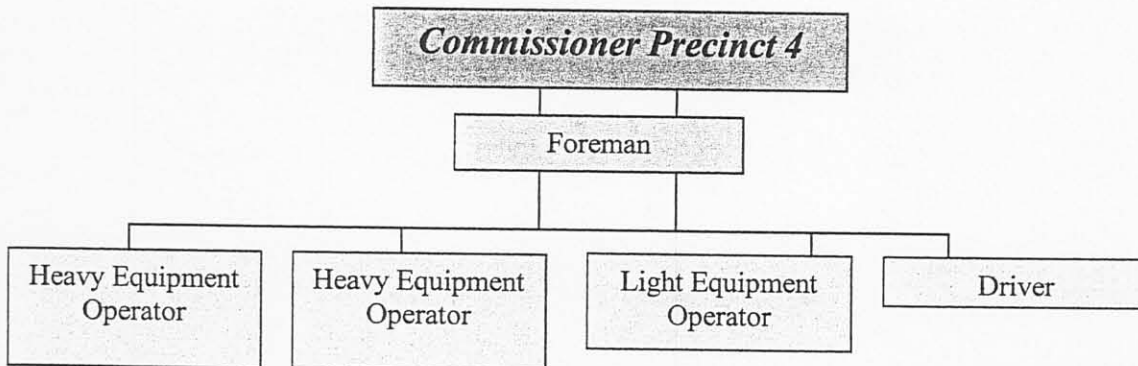 Commissioner Precinct 4
Foreman
Heavy Equipment
Operator
Heavy Equipment
Operator
Light Equipment
Operator
Driver